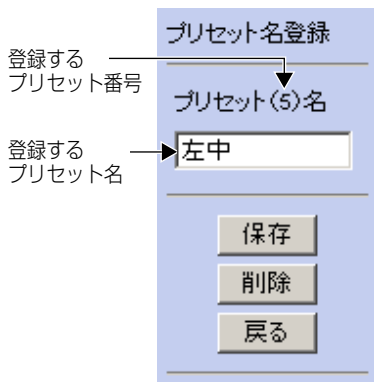 プリセット名登録
登録する
プリセット番号
プリセット(5)名
登録する
プリセット名
左中
保存
削除
戻る